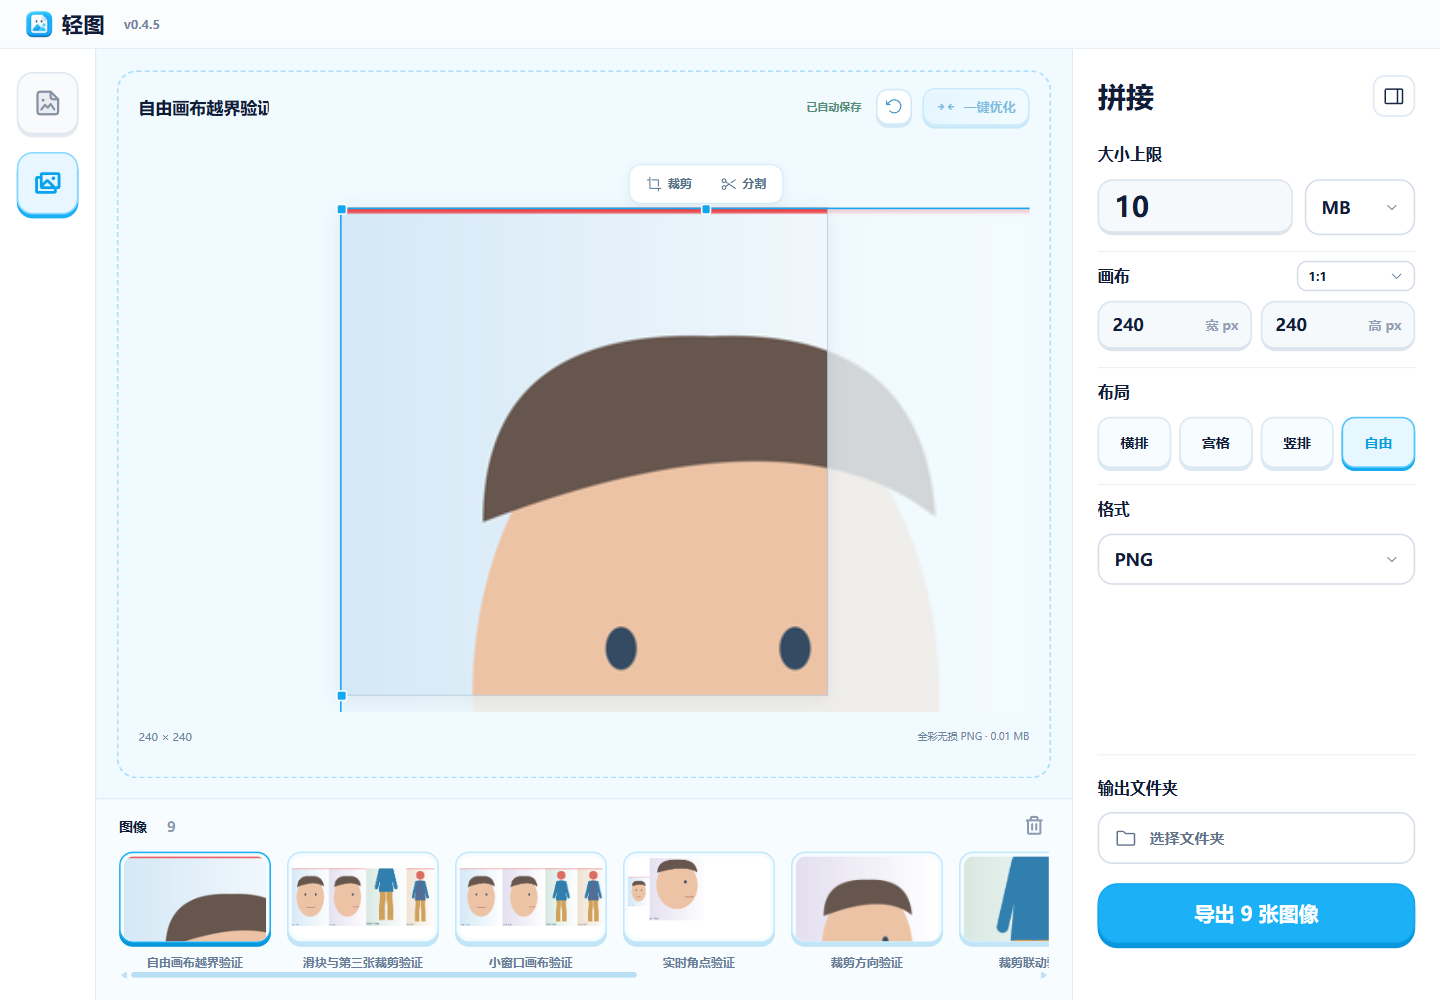 轻图 v0.4.5
自由画布越界验证
已自动保存
一键优化
裁剪 分割
240 × 240
全彩无损 PNG · 0.01 MB
图像 9
自由画布越界验证
滑块与第三张裁剪验证
小窗口画布验证
实时角点验证
裁剪方向验证
裁剪联动
拼接
大小上限
10 MB
画布 1:1
240 宽 px 240 高 px
布局
横排 宫格 竖排 自由
格式
PNG
输出文件夹
选择文件夹
导出 9 张图像